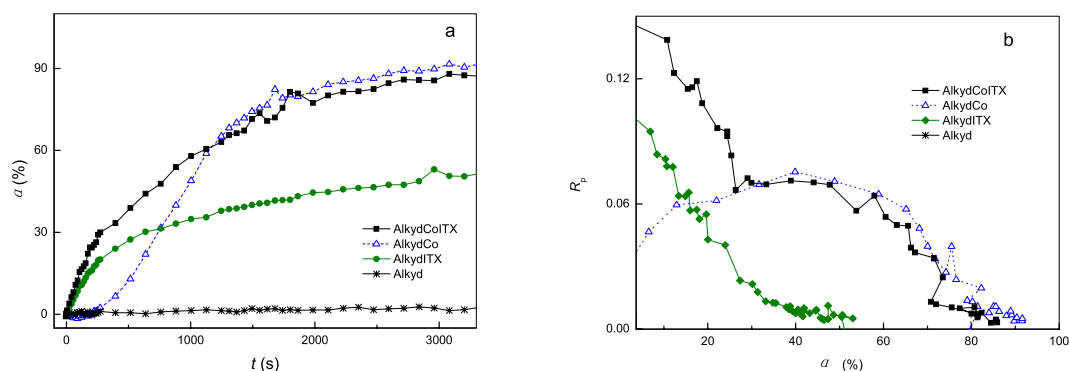 a
90
60
30
0
α (%)
0
1000
2000
3000
t (s)
AlkydCoITX
AlkydCo
AlkydITX
Alkyd
b
0.12
0.06
0.00
Rp
20
40
60
80
100
α (%)
AlkydCoITX
AlkydCo
AlkydITX
Alkyd